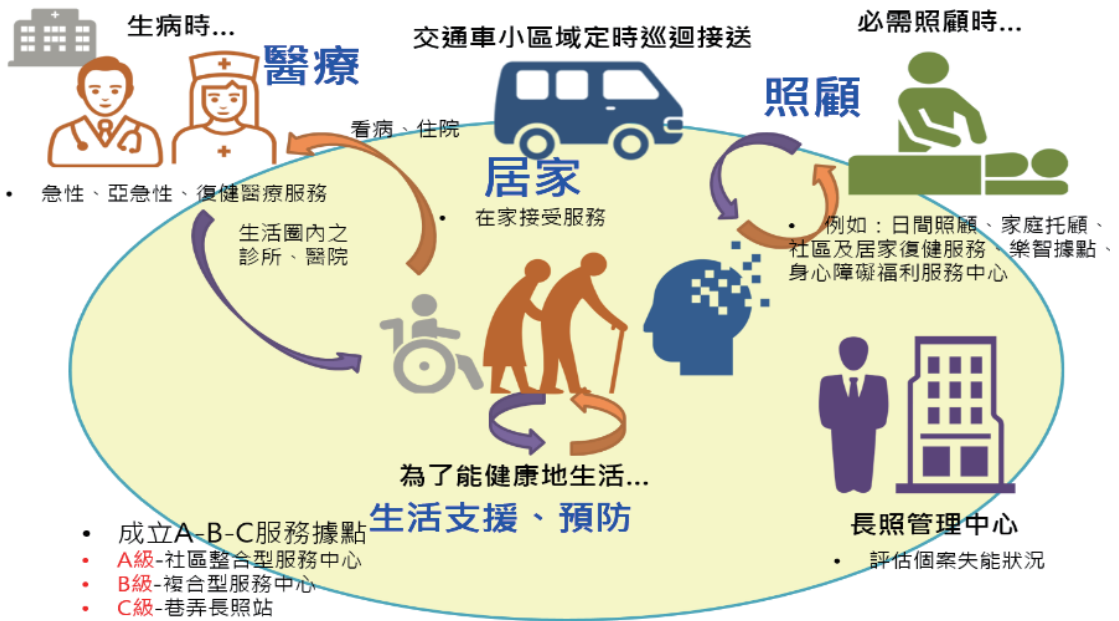 生病時...
醫療
交通車小區域定時巡迴接送
必需照顧時...
照顧
看病、住院
• 急性、亞急性、復健醫療服務
生活圈內之
診所、醫院
居家
• 在家接受服務
• 例如：日間照顧、家庭托顧、
社區及居家復健服務、樂智據點、
身心障礙福利服務中心
為了能健康地生活...
生活支援、預防
• 成立A-B-C服務據點
• A級-社區整合型服務中心
• B級-複合型服務中心
• C級-巷弄長照站
長照管理中心
• 評估個案失能狀況